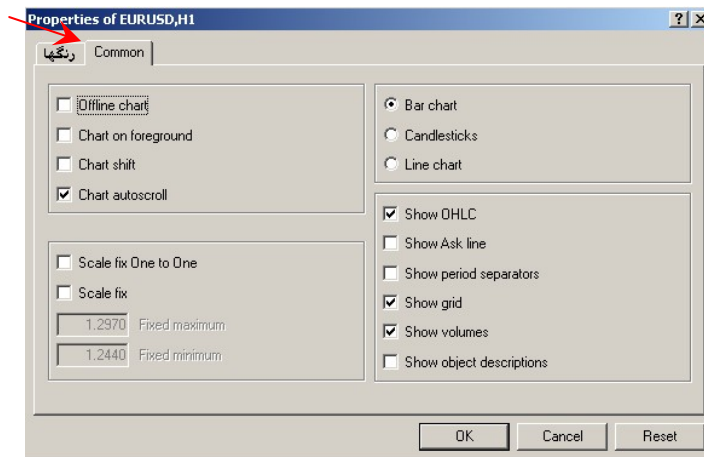 Properties of EURUSD,H1
رنگها Common
Offline chart
Chart on foreground
Chart shift
Chart autoscroll
Scale fix One to One
Scale fix
1.2970 Fixed maximum
1.2440 Fixed minimum
Bar chart
Candlesticks
Line chart
Show OHLC
Show Ask line
Show period separators
Show grid
Show volumes
Show object descriptions
OK Cancel Reset